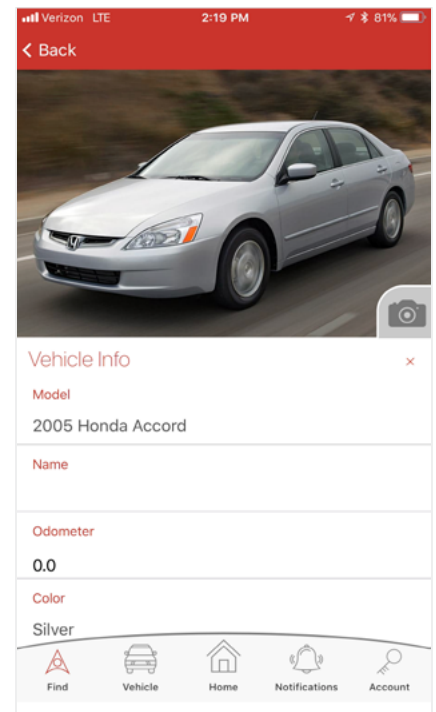 Verizon LTE 2:19 PM 81%
Back
Vehicle Info ×
Model
2005 Honda Accord
Name
Odometer
0.0
Color
Silver
Find Vehicle Home Notifications Account